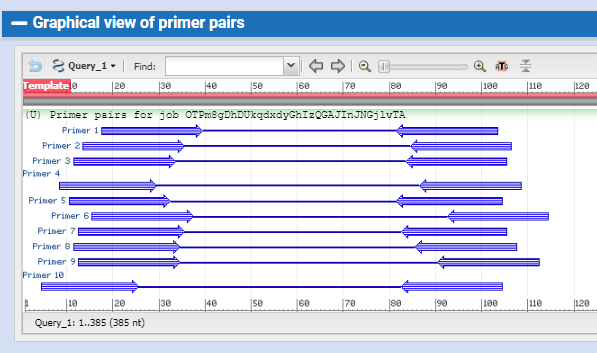 Graphical view of primer pairs
Query_1 Find:
Template 0 20 30 40 50 60 70 80 90 100 110 120
(U) Primer pairs for job OTPm8gDhDUkqdxdyGhIzQGAJInJNGjlvTA
Primer 1
Primer 2
Primer 3
Primer 4
Primer 5
Primer 6
Primer 7
Primer 8
Primer 9
Primer 10
1 10 20 30 40 50 60 70 80 90 100 110 120
Query_1: 1..385 (385 nt)